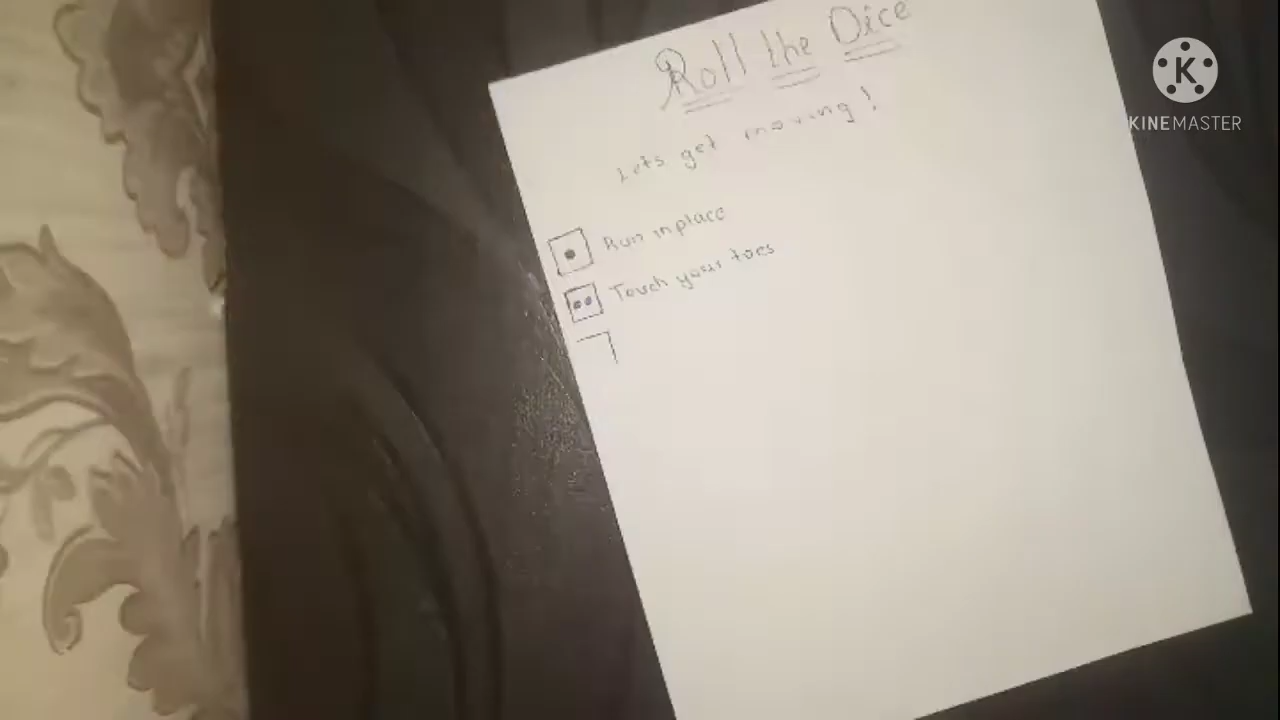 Roll the Dice
Lets get moving!
Run in place
Touch your toes
K
KINEMASTER